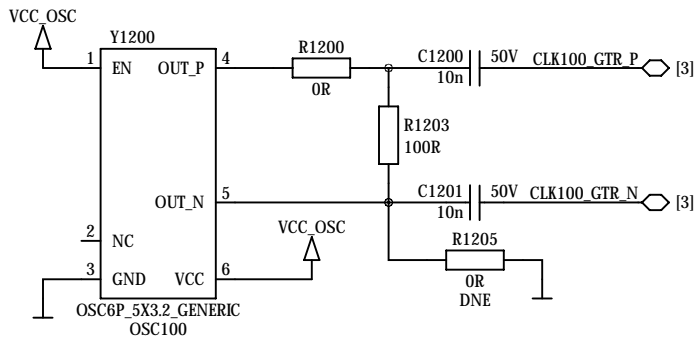 VCC_OSC
Y1200
1 EN OUT_P 4
R1200
0R
C1200 50V CLK100_GTR_P [3]
10n
R1203
100R
OUT_N 5
C1201 50V CLK100_GTR_N [3]
10n
2 NC
VCC_OSC
R1205
3 GND VCC 6
0R
DNE
OSC6P_5X3.2_GENERIC
OSC100